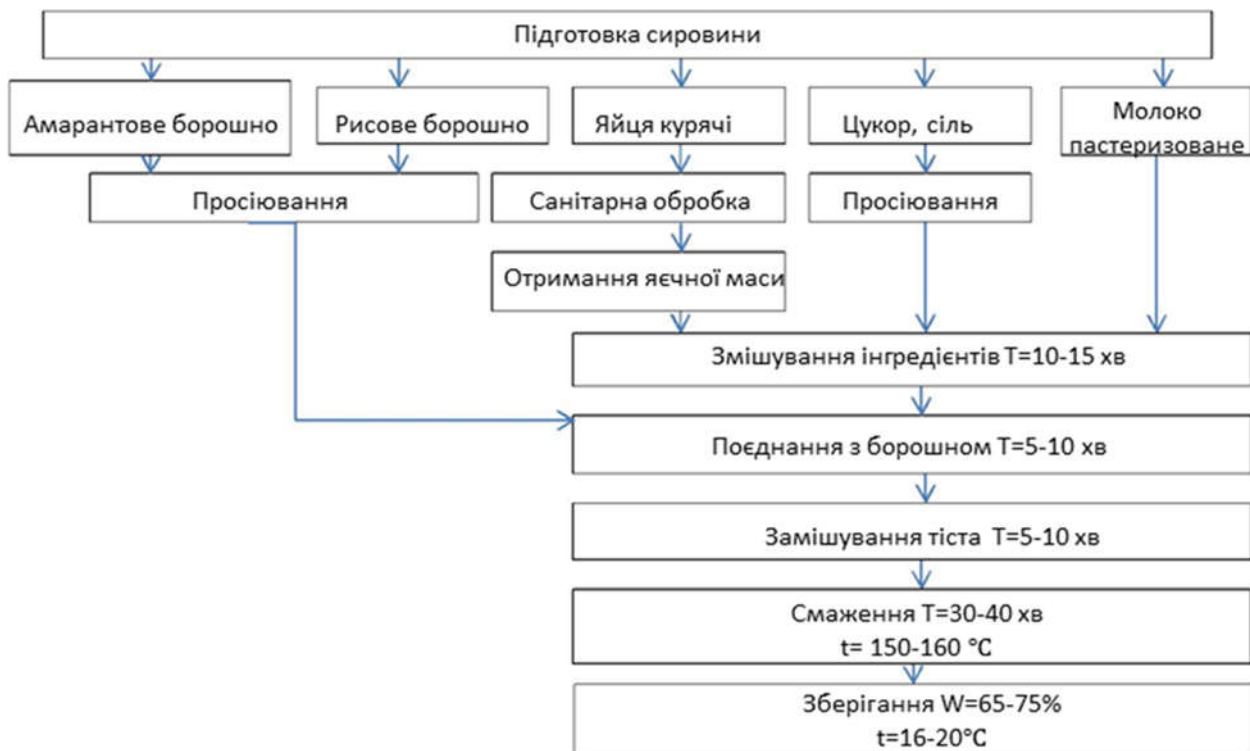 Підготовка сировини
Амарантове борошно
Рисове борошно
Яйця курячі
Цукор, сіль
Молоко
пастеризоване
Просіювання
Санітарна обробка
Просіювання
Отримання яєчної маси
Змішування інгредієнтів Т=10-15 хв
Поєднання з борошном Т=5-10 хв
Замішування тіста Т=5-10 хв
Смаження Т=30-40 хв
t= 150-160 °С
Зберігання W=65-75%
t=16-20°С